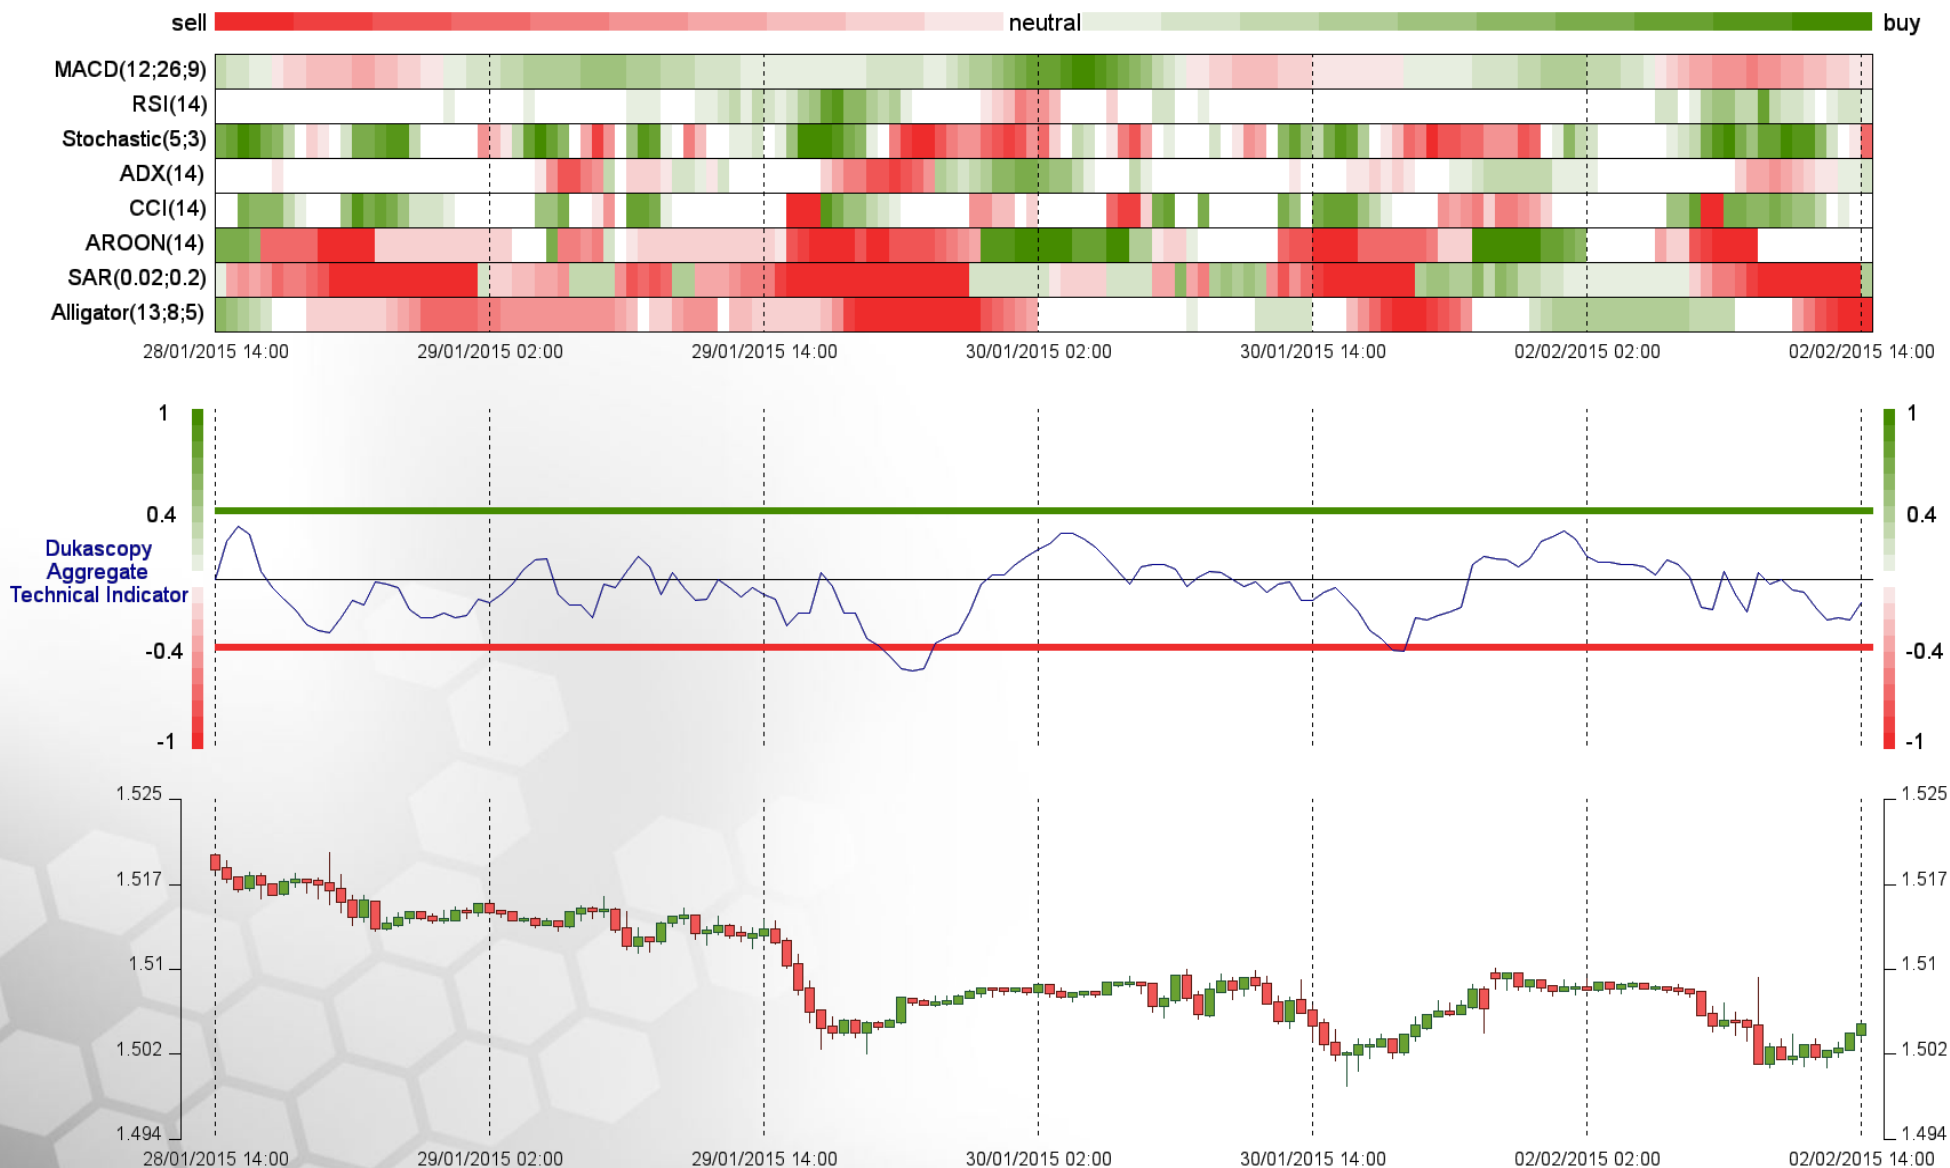 sell neutral buy
MACD(12;26;9)
RSI(14)
Stochastic(5;3)
ADX(14)
CCI(14)
AROON(14)
SAR(0.02;0.2)
Alligator(13;8;5)
28/01/2015 14:00 29/01/2015 02:00 29/01/2015 14:00 30/01/2015 02:00 30/01/2015 14:00 02/02/2015 02:00 02/02/2015 14:00
1 1
0.4 0.4
Dukascopy
Aggregate
Technical Indicator
-0.4 -0.4
-1 -1
1.525 1.525
1.517 1.517
1.51 1.51
1.502 1.502
1.494 1.494
28/01/2015 14:00 29/01/2015 02:00 29/01/2015 14:00 30/01/2015 02:00 30/01/2015 14:00 02/02/2015 02:00 02/02/2015 14:00